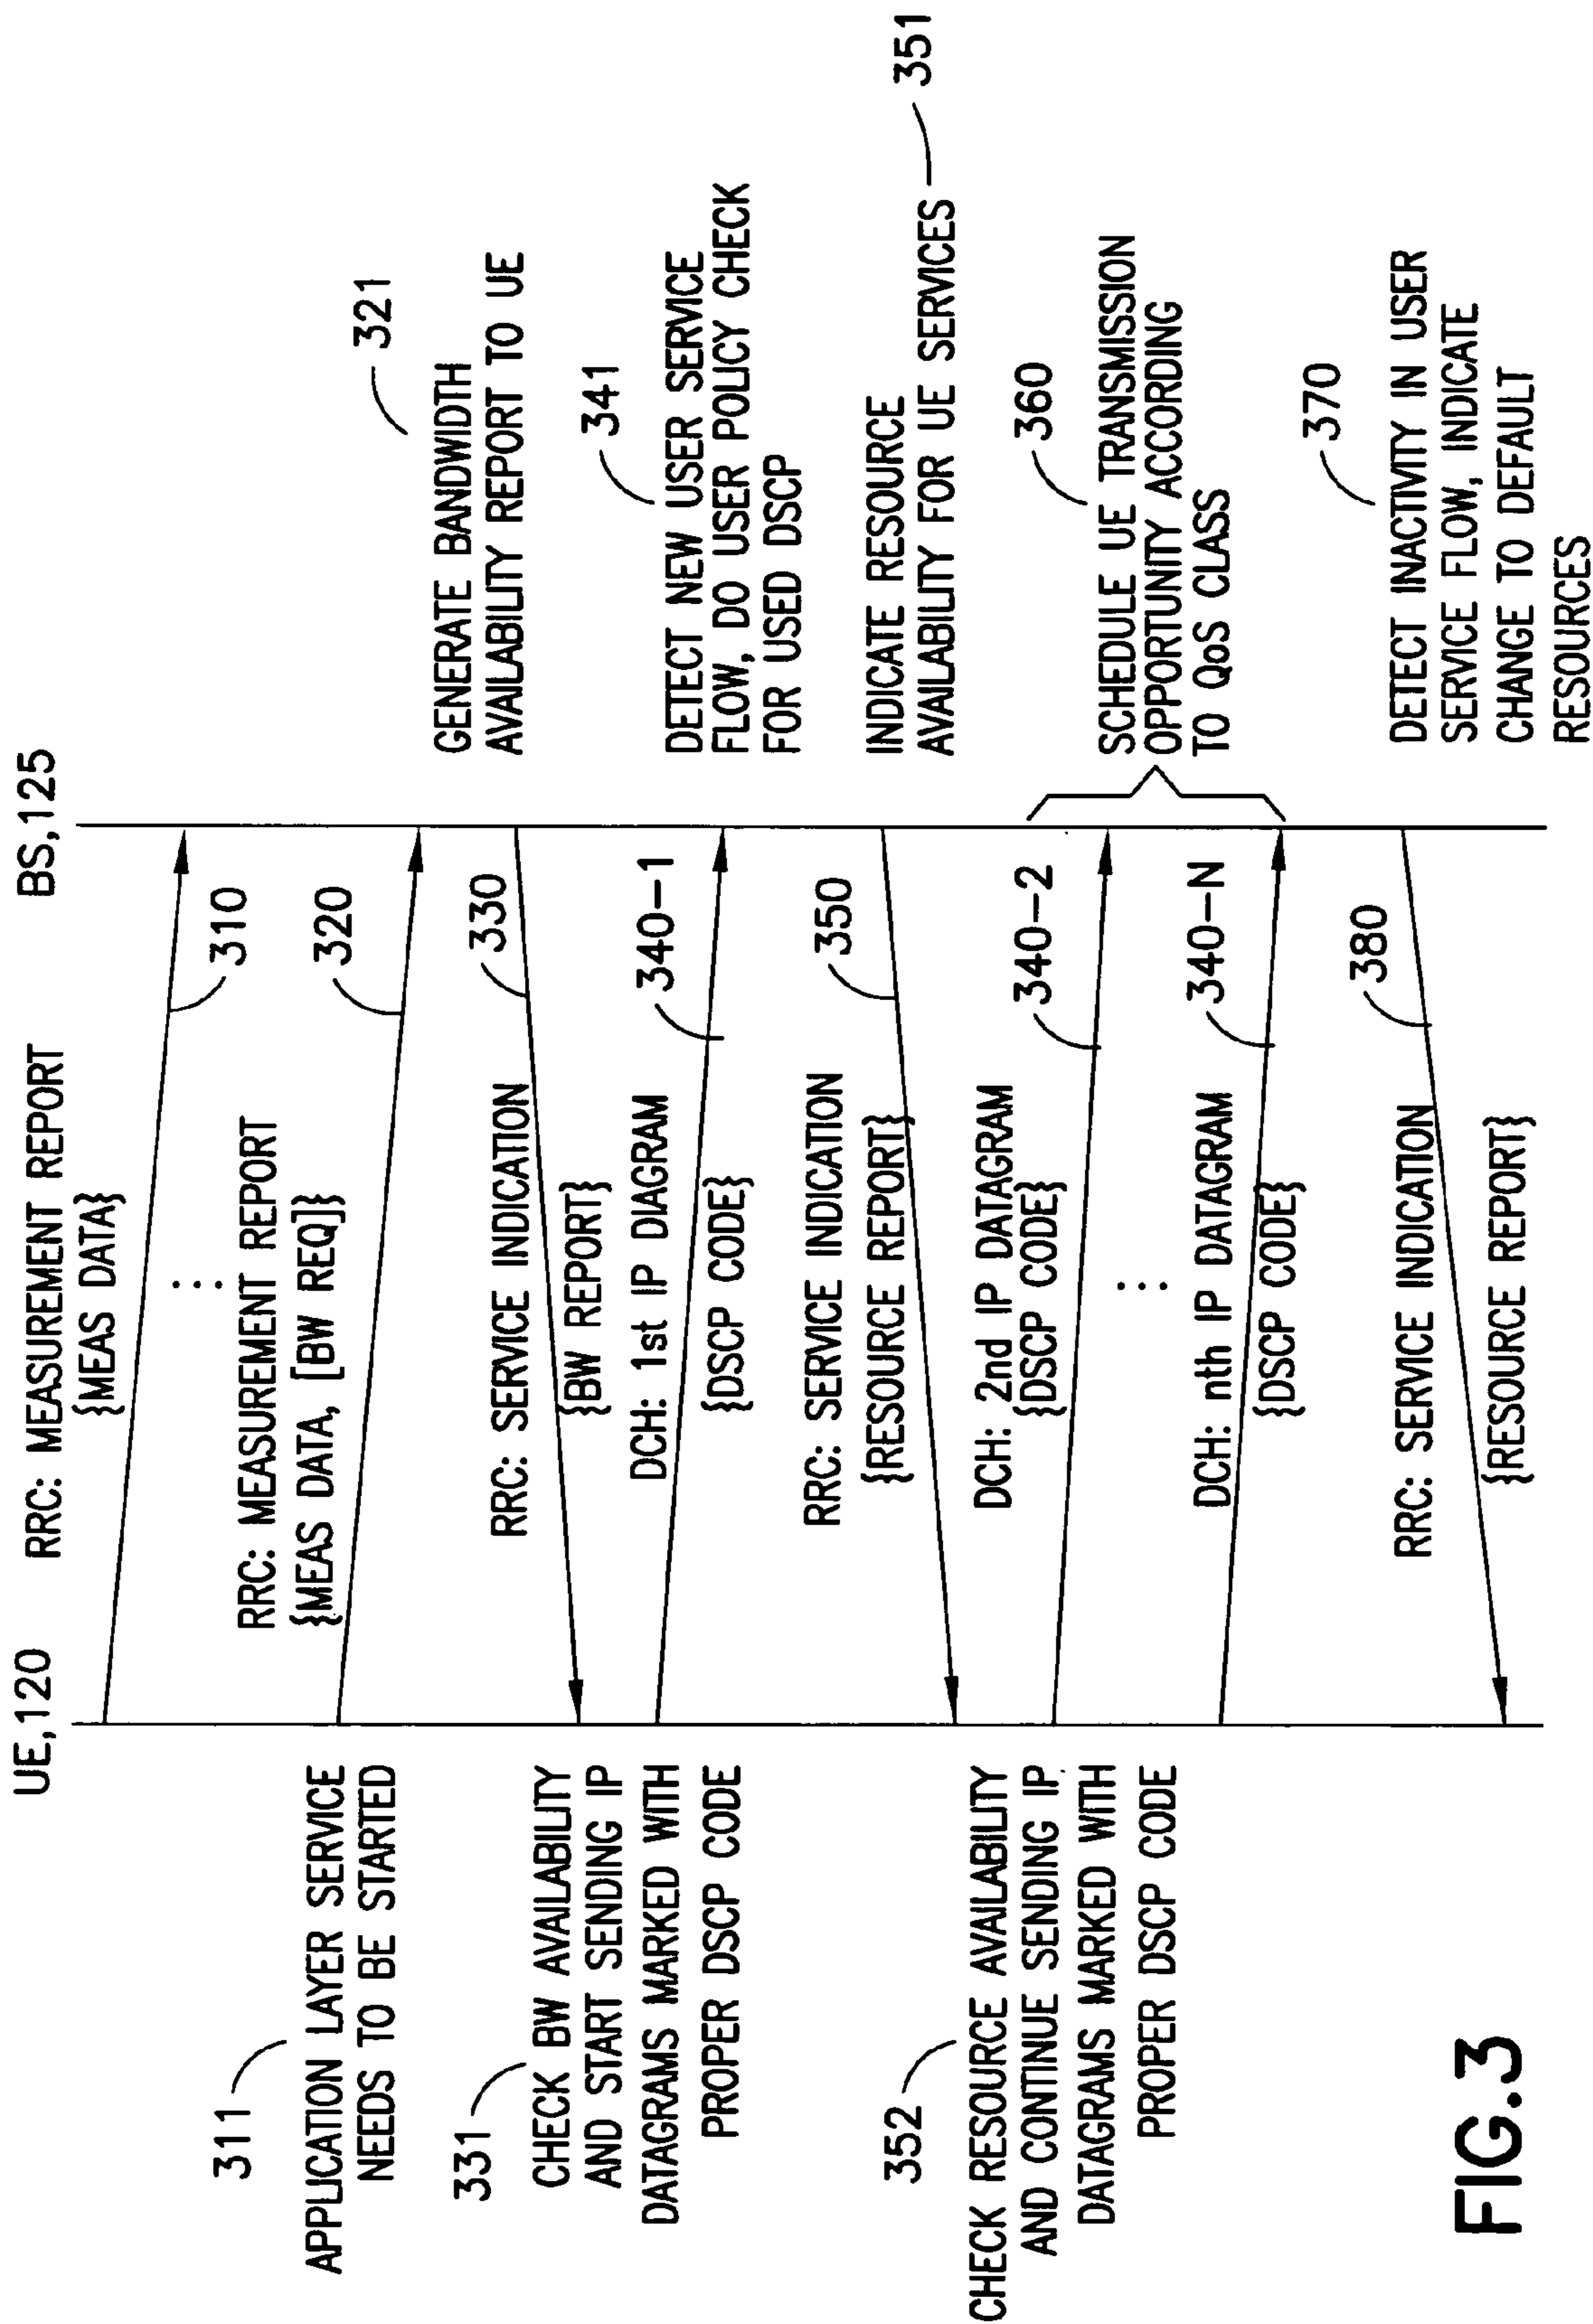 UE,120
BS,125
RRC: MEASUREMENT REPORT
{MEAS DATA}
310
311
APPLICATION LAYER SERVICE
NEEDS TO BE STARTED
RRC: MEASUREMENT REPORT
{MEAS DATA, [BW REQ]}
320
321
GENERATE BANDWIDTH
AVAILABILITY REPORT TO UE
331
CHECK BW AVAILABILITY
AND START SENDING IP
DATAGRAMS MARKED WITH
PROPER DSCP CODE
RRC: SERVICE INDICATION
{BW REPORT}
330
DCH: 1st IP DIAGRAM
{DSCP CODE}
340-1
341
DETECT NEW USER SERVICE
FLOW, DO USER POLICY CHECK
FOR USED DSCP
RRC: SERVICE INDICATION
{RESOURCE REPORT}
350
INDICATE RESOURCE
AVAILABILITY FOR UE SERVICES
351
352
CHECK RESOURCE AVAILABILITY
AND CONTINUE SENDING IP
DATAGRAMS MARKED WITH
PROPER DSCP CODE
DCH: 2nd IP DATAGRAM
{DSCP CODE}
340-2
360
SCHEDULE UE TRANSMISSION
OPPORTUNITY ACCORDING
TO QoS CLASS
DCH: nth IP DATAGRAM
{DSCP CODE}
340-N
370
DETECT INACTIVITY IN USER
SERVICE FLOW, INDICATE
CHANGE TO DEFAULT
RESOURCES
RRC: SERVICE INDICATION
{RESOURCE REPORT}
380
FIG.3